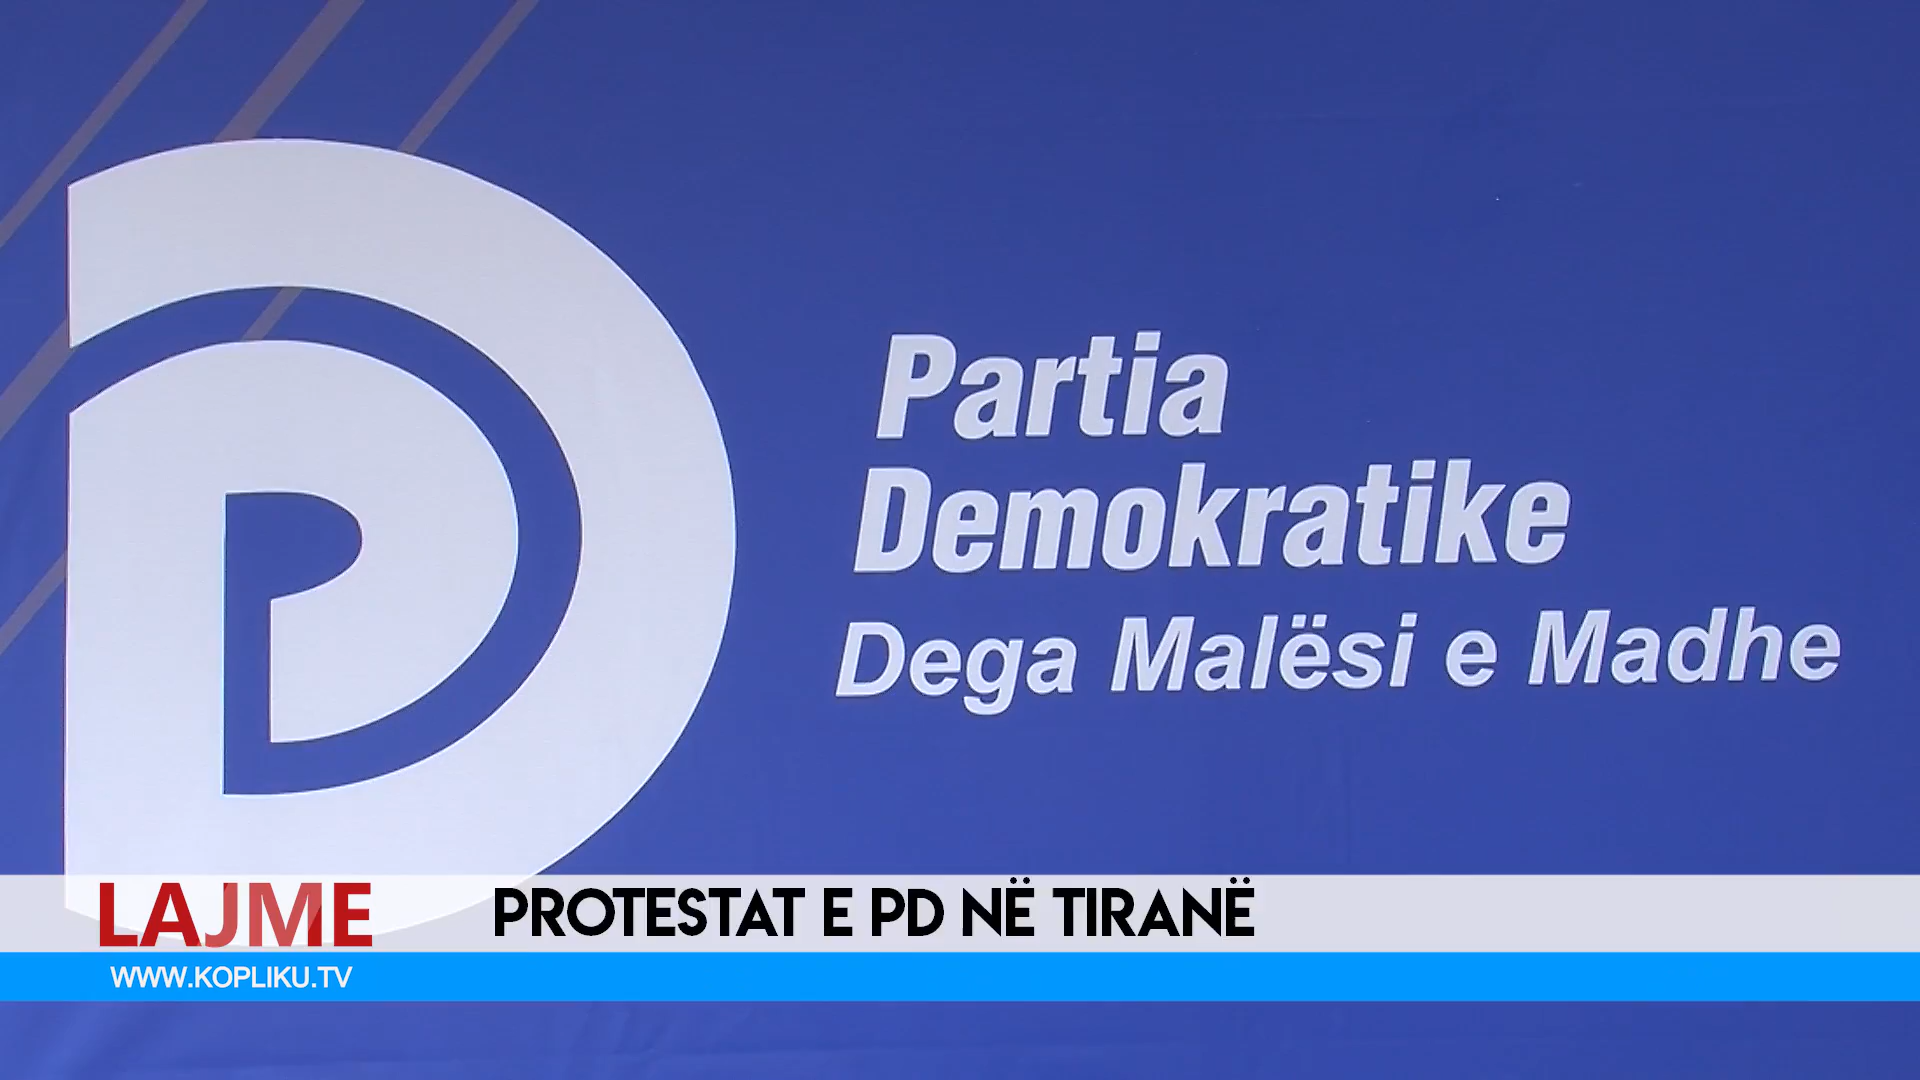 Partia
Demokratike
Dega Malësi e Madhe
LAJME
PROTESTAT E PD NË TIRANË
WWW.KOPLIKU.TV